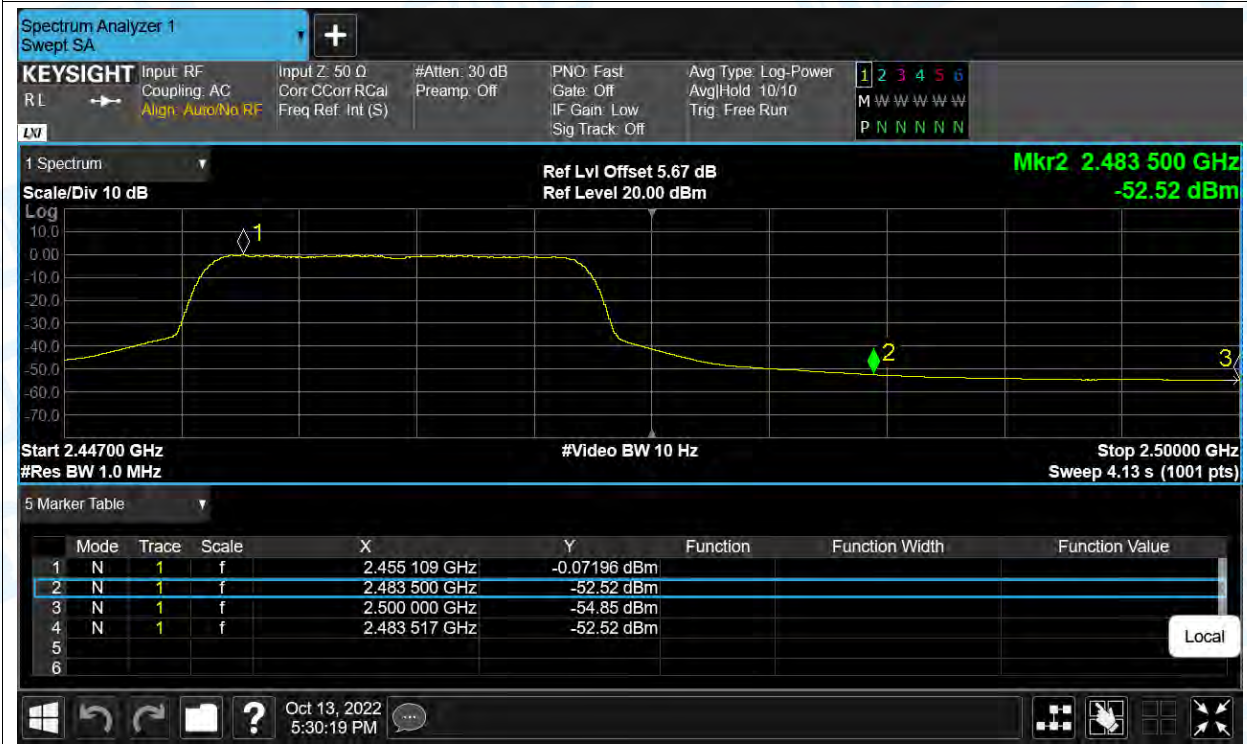 Spectrum Analyzer 1
Swept SA
+
KEYSIGHT Input: RF Input Z: 50 Ω #Atten: 30 dB PNO: Fast Avg Type: Log-Power 1 2 3 4 5 6
R L Coupling: AC Corr CCorr RCal Preamp: Off Gate: Off Avg|Hold: 10/10 M W W W W W
Align: Auto/No RF Freq Ref: Int (S) IF Gain: Low Trig: Free Run
LXI Sig Track: Off P N N N N N
1 Spectrum Ref Lvl Offset 5.67 dB Mkr2 2.483 500 GHz
Scale/Div 10 dB Ref Level 20.00 dBm -52.52 dBm
Log
10.0
1
0.00
-10.0
-20.0
-30.0
-40.0
2
3
-50.0
-60.0
-70.0
Start 2.44700 GHz #Video BW 10 Hz Stop 2.50000 GHz
#Res BW 1.0 MHz Sweep 4.13 s (1001 pts)
5 Marker Table
Mode Trace Scale X Y Function Function Width Function Value
1 N 1 f 2.455 109 GHz -0.07196 dBm
2 N 1 f 2.483 500 GHz -52.52 dBm
3 N 1 f 2.500 000 GHz -54.85 dBm
4 N 1 f 2.483 517 GHz -52.52 dBm
5
6
Local
? Oct 13, 2022
5:30:19 PM